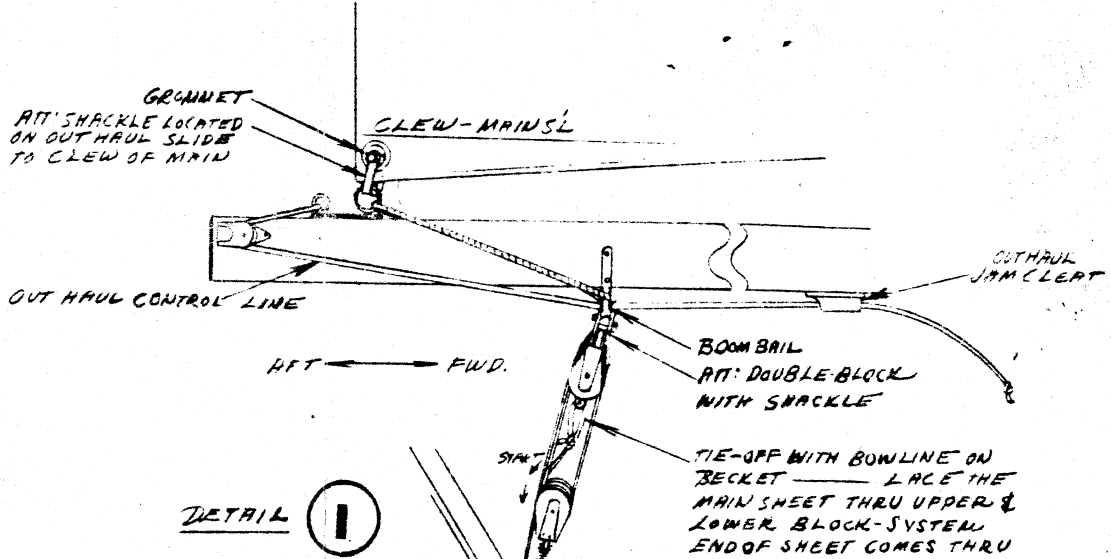 GROMMET
ATT' SHACKLE LOCATED
ON OUT HAUL SLIDE
TO CLEW OF MAIN
CLEW-MAINS'L
OUTHAUL
JAM CLEAT
OUT HAUL CONTROL LINE
BOOM BAIL
ATT: DOUBLE-BLOCK
WITH SHACKLE
AFT FWD.
START
TIE-OFF WITH BOWLINE ON
BECKET — LACE THE
MAIN SHEET THRU UPPER &
LOWER BLOCK-SYSTEM
END OF SHEET COMES THRU
DETAIL 1